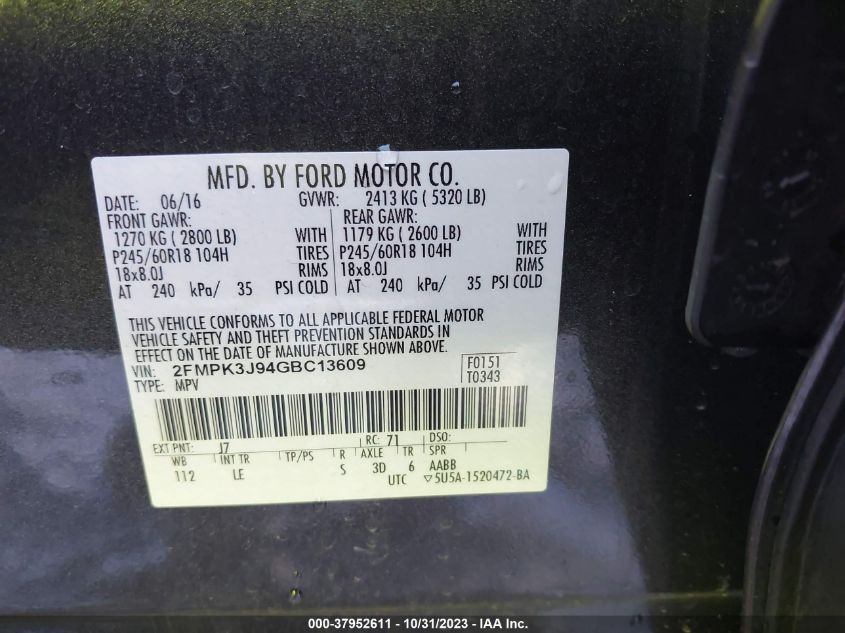 MFD. BY FORD MOTOR CO.
DATE: 06/16 GVWR: 2413 KG ( 5320 LB)
FRONT GAWR: REAR GAWR:
1270 KG ( 2800 LB) WITH 1179 KG ( 2600 LB) WITH
P245/60R18 104H TIRES P245/60R18 104H TIRES
18x8.0J RIMS 18x8.0J RIMS
AT 240 kPa/ 35 PSI COLD AT 240 kPa/ 35 PSI COLD
THIS VEHICLE CONFORMS TO ALL APPLICABLE FEDERAL MOTOR
VEHICLE SAFETY AND THEFT PREVENTION STANDARDS IN
EFFECT ON THE DATE OF MANUFACTURE SHOWN ABOVE.
VIN: 2FMPK3J94GBC13609 F0151
TYPE: MPV T0343
EXT PNT: J7 RC: 71 DSO:
WB INT TR TP/PS R AXLE TR SPR
112 LE S 3D 6 AABB
UTC ▽5U5A-1520472-BA
000-37952611 - 10/31/2023 - IAA Inc.